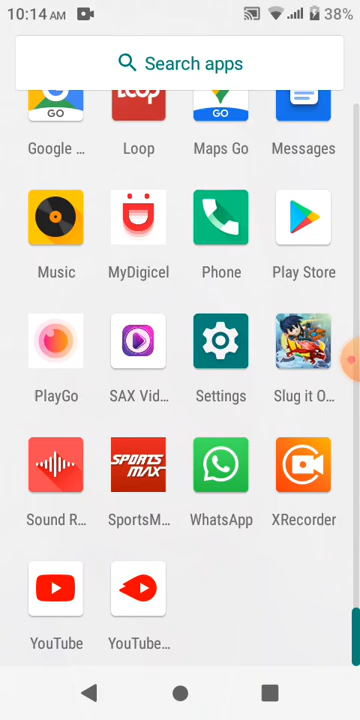 10:14 AM 38%
Search apps
GO LOOP GO
Google ... Loop Maps Go Messages
Music MyDigicel Phone Play Store
PlayGo SAX Vid... Settings Slug it O...
SPORTS
MAX
Sound R... SportsM... WhatsApp XRecorder
YouTube YouTube...